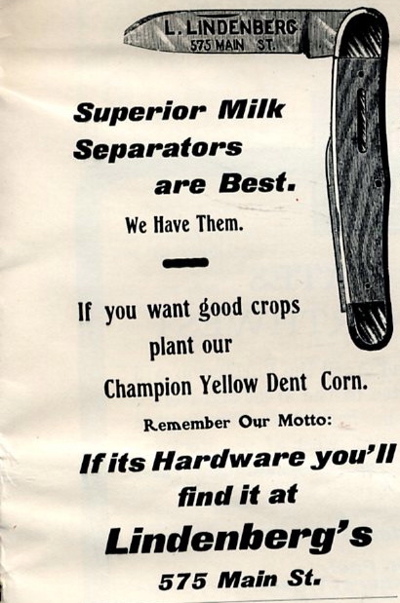 L. LINDENBERG
575 MAIN ST.
Superior Milk
Separators
are Best.
We Have Them.
If you want good crops
plant our
Champion Yellow Dent Corn.
Remember Our Motto:
If its Hardware you'll
find it at
Lindenberg's
575 Main St.